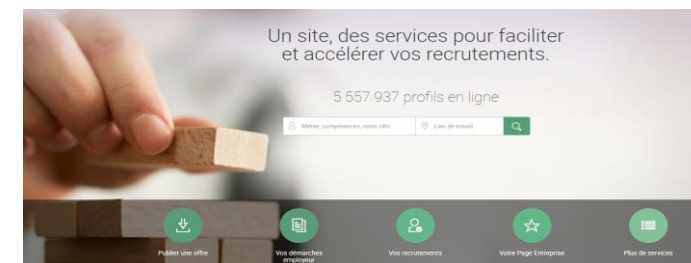 Un site, des services pour faciliter
et accélérer vos recrutements.
5 557 937 profils en ligne
Métier, compétences, mots clés
Lieu de travail
Publier une offre
Vos démarches
employeur
Vos recrutements
Votre Page Entreprise
Plus de services